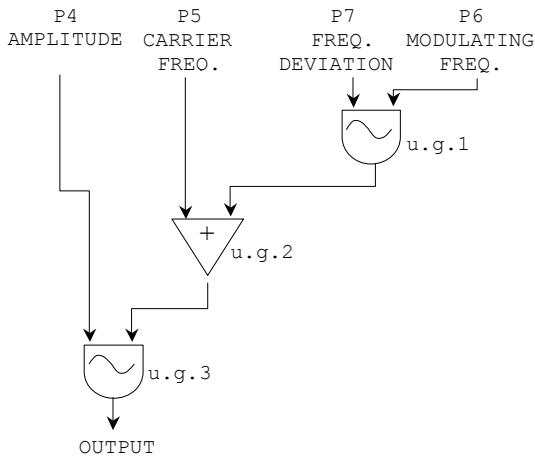 P4
AMPLITUDE
P5
CARRIER
FREQ.
P7
FREQ.
DEVIATION
P6
MODULATING
FREQ.
u.g.1
+
u.g.2
u.g.3
OUTPUT